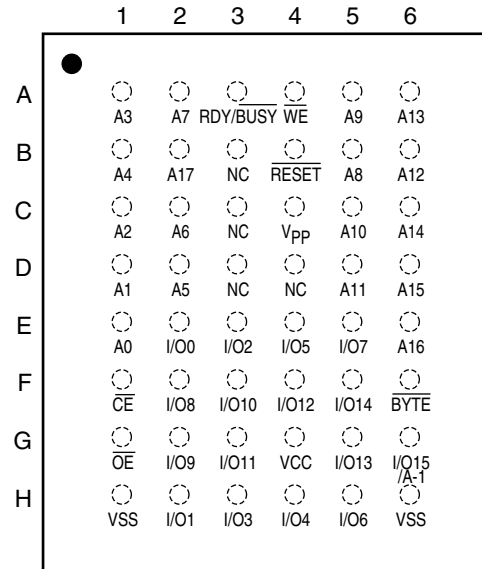 1 2 3 4 5 6
A
A3 A7 RDY/BUSY WE A9 A13
B
A4 A17 NC RESET A8 A12
C
A2 A6 NC VPP A10 A14
D
A1 A5 NC NC A11 A15
E
A0 I/O0 I/O2 I/O5 I/O7 A16
F
CE I/O8 I/O10 I/O12 I/O14 BYTE
G
OE I/O9 I/O11 VCC I/O13 I/O15
/A-1
H
VSS I/O1 I/O3 I/O4 I/O6 VSS